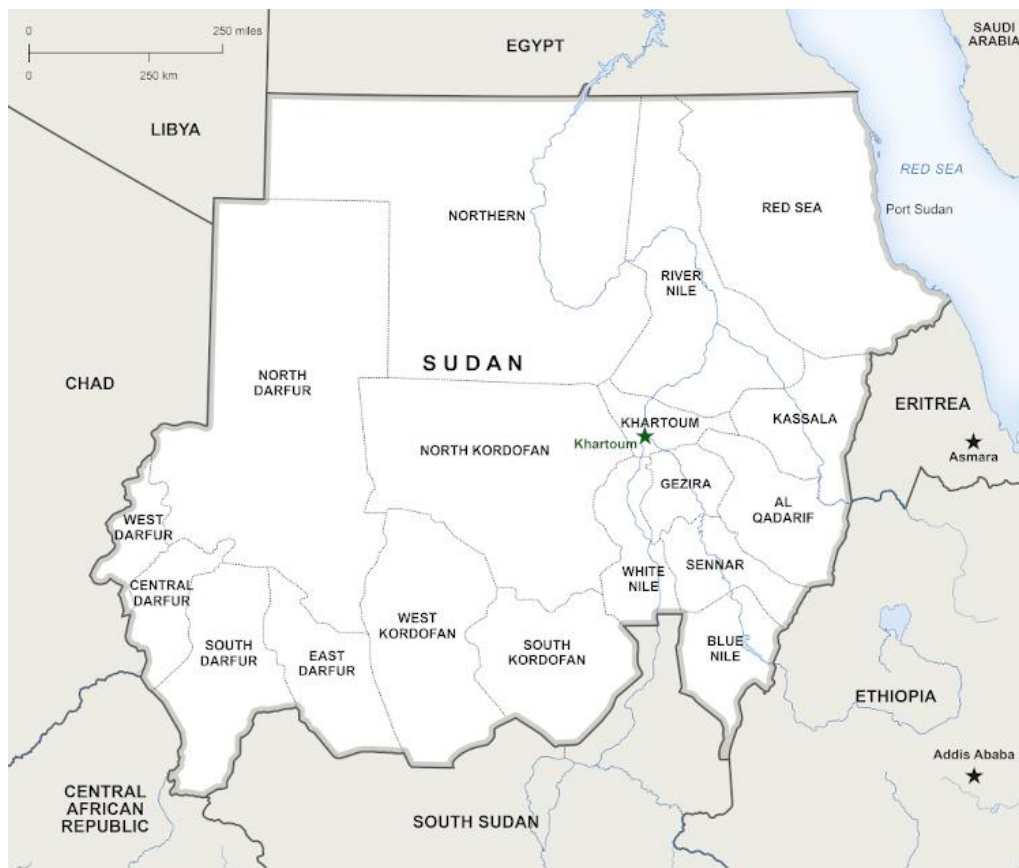 0
250 miles
0
250 km
EGYPT
SAUDI
ARABIA
LIBYA
RED SEA
NORTHERN
RED SEA
Port Sudan
RIVER
NILE
SUDAN
CHAD
NORTH
DARFUR
ERITREA
Asmara
KHARTOUM
Khartoum
KASSALA
NORTH KORDOFAN
GEZIRA
AL
QADARIF
WEST
DARFUR
SENNAR
WHITE
NILE
CENTRAL
DARFUR
WEST
KORDOFAN
SOUTH
DARFUR
EAST
DARFUR
SOUTH
KORDOFAN
BLUE
NILE
ETHIOPIA
Addis Ababa
CENTRAL
AFRICAN
REPUBLIC
SOUTH SUDAN